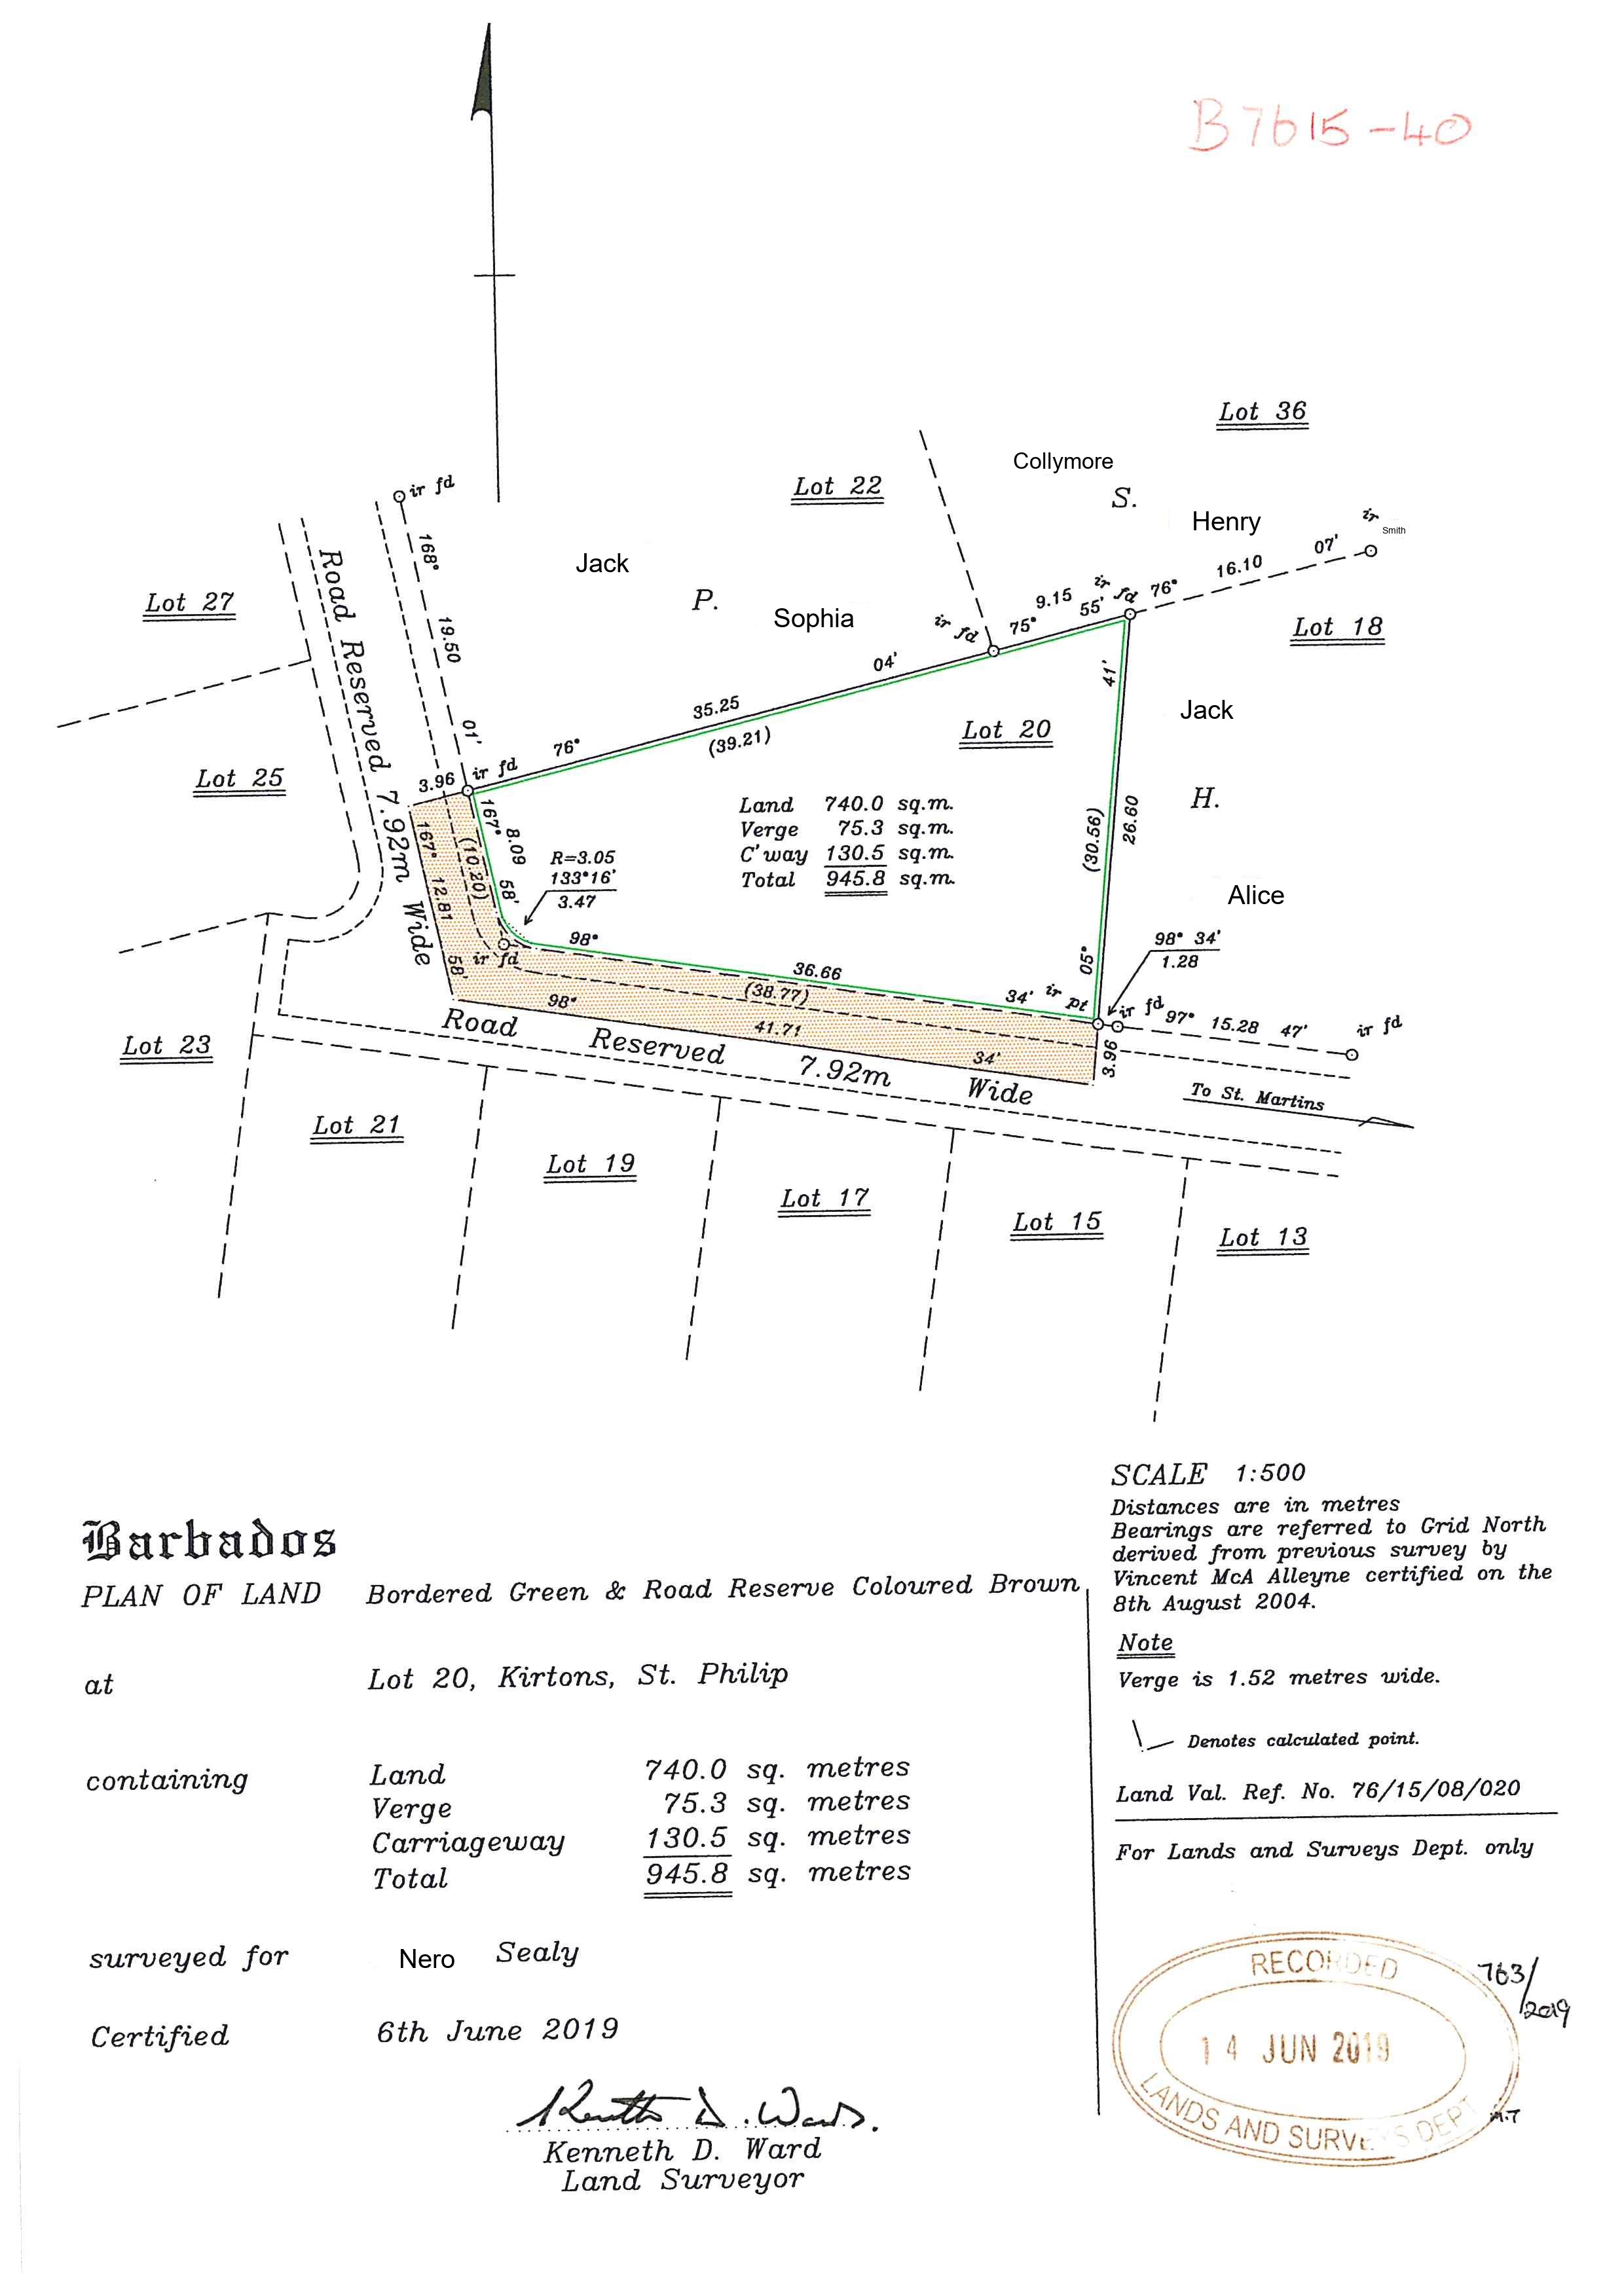 B7615-40
Lot 36
Collymore
S.
Henry
ir
Smith
Lot 22
ir fd
168°
19.50
01'
Jack
P.
Sophia
Lot 27
Road Reserved 7.92m Wide
16.10
07'
9.15
55'
ir fd
76°
75°
ir fd
Lot 18
04'
35.25
(39.21)
76°
41'
Lot 20
Jack
Lot 25
3.96
ir fd
H.
167°
8.09
58'
Land 740.0 sq.m.
Verge 75.3 sq.m.
C'way 130.5 sq.m.
Total 945.8 sq.m.
(30.56)
26.60
R=3.05
133°16'
3.47
167°
12.81
58'
(10.20)
Alice
ir fd
98°
36.66
(38.77)
34'
ir pt
05°
98° 34'
1.28
ir fd
97°
15.28
47'
ir fd
98°
41.71
34'
3.96
Road Reserved 7.92m Wide
To St. Martins
Lot 23
Lot 21
Lot 19
Lot 17
Lot 15
Lot 13
Barbados
PLAN OF LAND Bordered Green & Road Reserve Coloured Brown
at Lot 20, Kirtons, St. Philip
containing Land 740.0 sq. metres
Verge 75.3 sq. metres
Carriageway 130.5 sq. metres
Total 945.8 sq. metres
surveyed for Nero Sealy
Certified 6th June 2019
Kenneth D. Ward.
Kenneth D. Ward
Land Surveyor
SCALE 1:500
Distances are in metres
Bearings are referred to Grid North
derived from previous survey by
Vincent McA Alleyne certified on the
8th August 2004.
Note
Verge is 1.52 metres wide.
Denotes calculated point.
Land Val. Ref. No. 76/15/08/020
For Lands and Surveys Dept. only
RECORDED
14 JUN 2019
LANDS AND SURVEYS DEPT
763/
2019